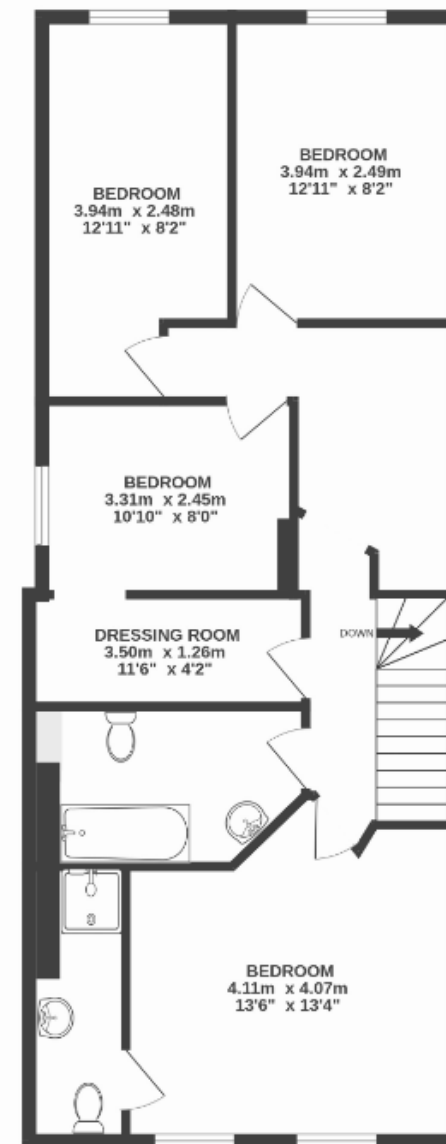 BEDROOM
3.94m x 2.49m
12'11" x 8'2"
BEDROOM
3.94m x 2.48m
12'11" x 8'2"
BEDROOM
3.31m x 2.45m
10'10" x 8'0"
DRESSING ROOM
3.50m x 1.26m
11'6" x 4'2"
DOWN
BEDROOM
4.11m x 4.07m
13'6" x 13'4"